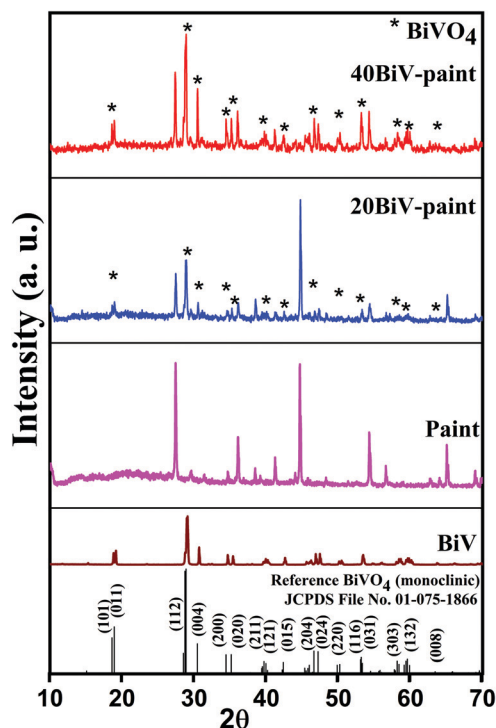 * BiVO4
40BiV-paint
20BiV-paint
Paint
BiV
Reference BiVO4 (monoclinic)
JCPDS File No. 01-075-1866
(101)
(011)
(112)
(004)
(200)
(020)
(211)
(121)
(015)
(204)
(024)
(220)
(116)
(031)
(303)
(132)
(008)
10 20 30 40 50 60 70
2θ
Intensity (a. u.)